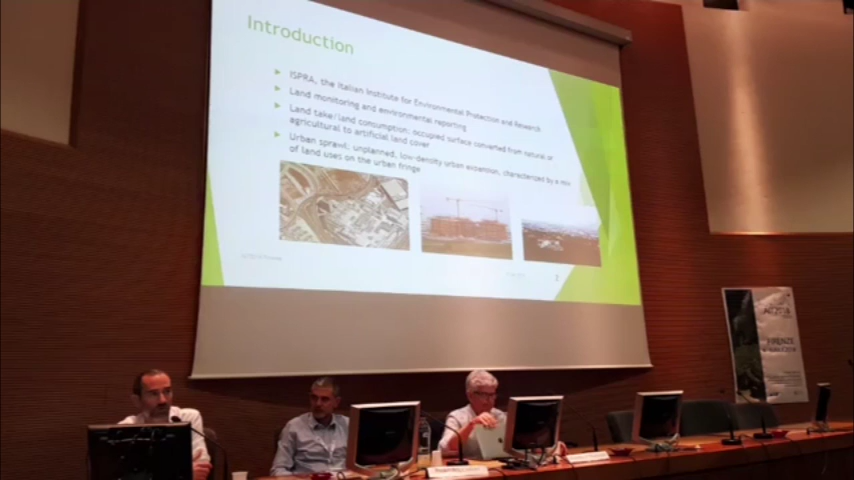 Introduction
ISPRA, the Italian Institute for Environmental Protection and Research
Land monitoring and environmental reporting
Land take/land consumption: occupied surface converted from natural or
agricultural to artificial land cover
Urban sprawl: unplanned, low-density urban expansion, characterized by a mix
of land uses on the urban fringe
2
FIRENZE